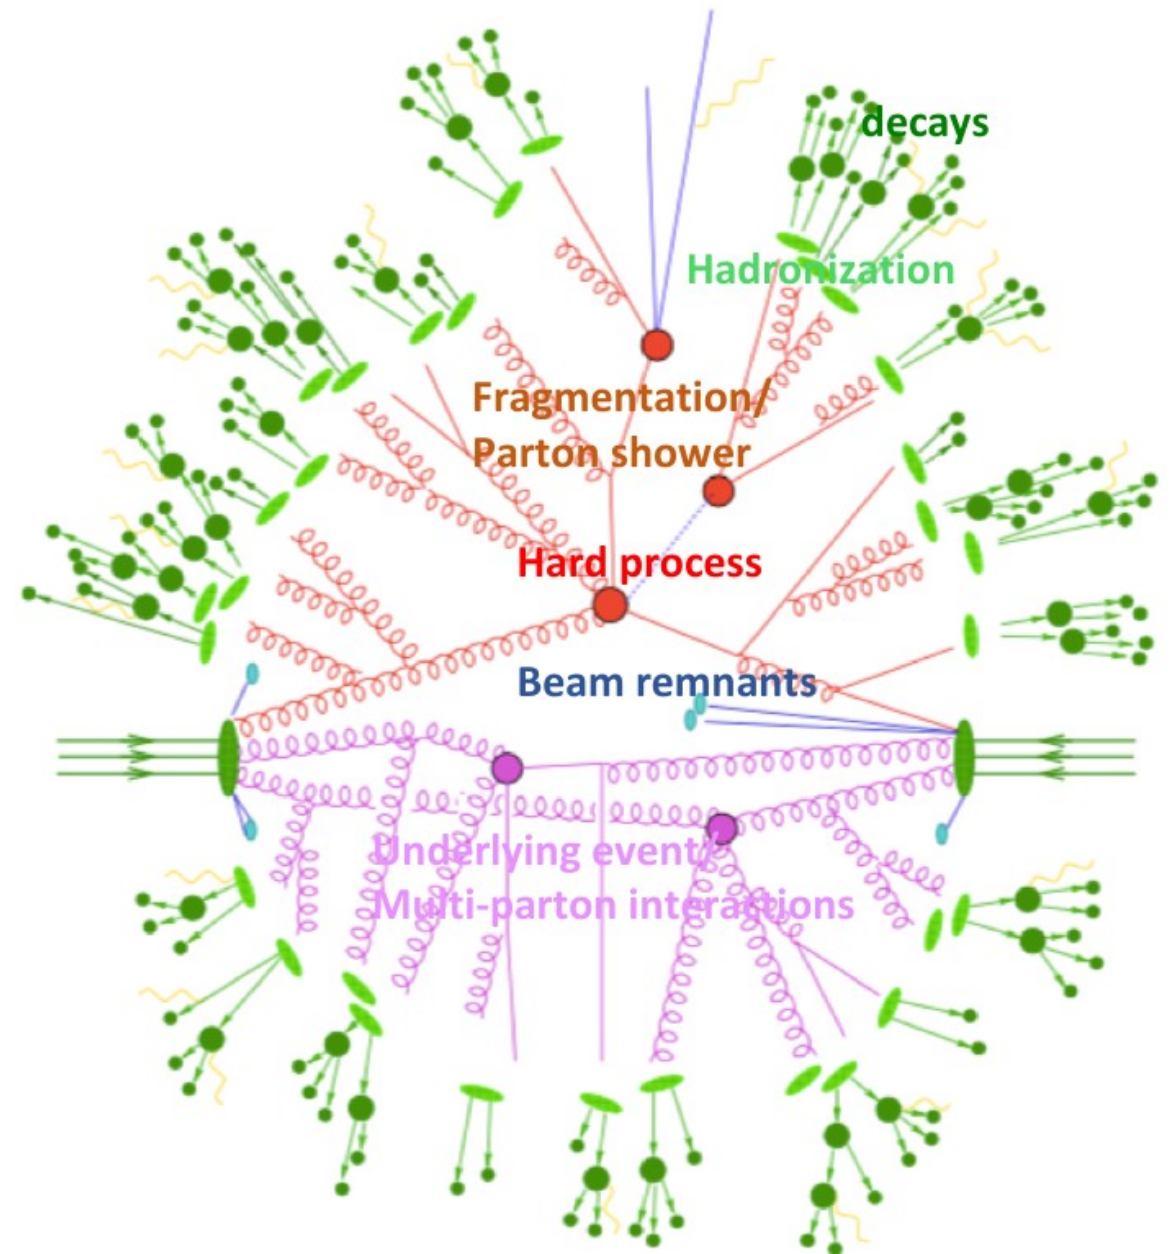 decays
Hadronization
Fragmentation/
Parton shower
Hard process
Beam remnants
Underlying event/
Multi-parton interactions